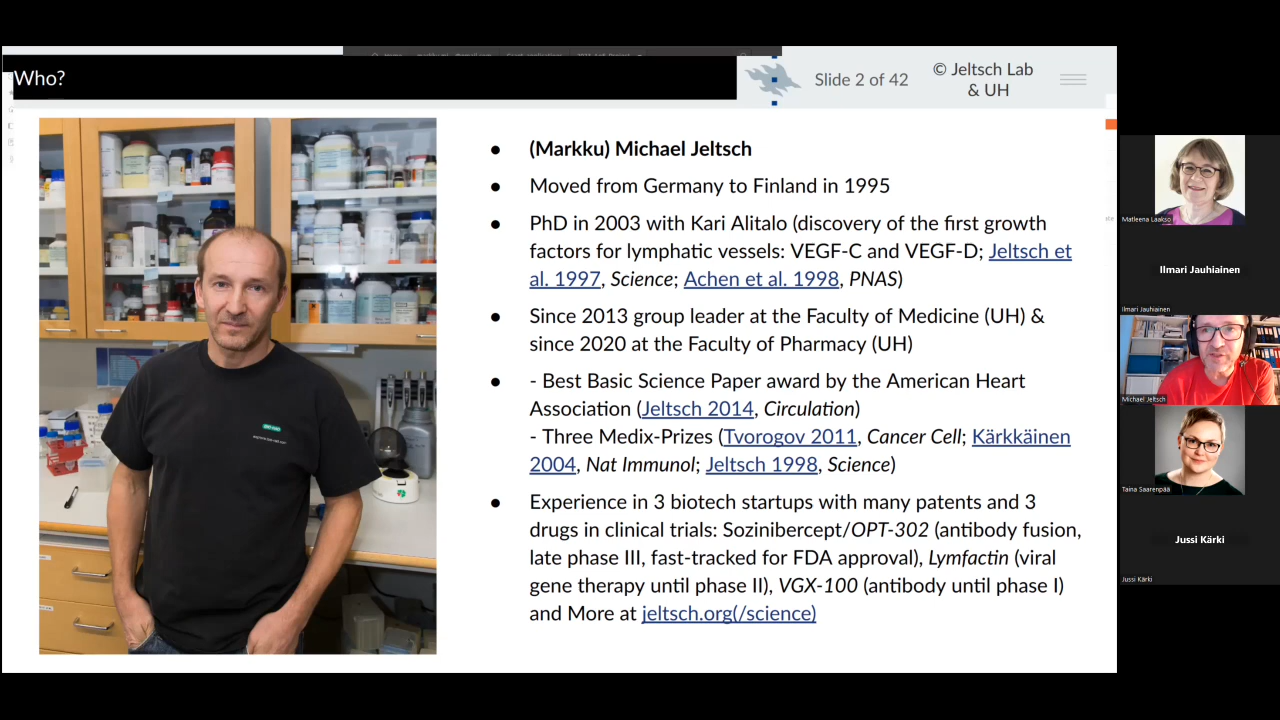 Who?
Slide 2 of 42
© Jeltsch Lab
& UH
● (Markku) Michael Jeltsch
● Moved from Germany to Finland in 1995
● PhD in 2003 with Kari Alitalo (discovery of the first growth
factors for lymphatic vessels: VEGF-C and VEGF-D; Jeltsch et
al. 1997, Science; Achen et al. 1998, PNAS)
● Since 2013 group leader at the Faculty of Medicine (UH) &
since 2020 at the Faculty of Pharmacy (UH)
● - Best Basic Science Paper award by the American Heart
Association (Jeltsch 2014, Circulation)
- Three Medix-Prizes (Tvorogov 2011, Cancer Cell; Kärkkäinen
2004, Nat Immunol; Jeltsch 1998, Science)
● Experience in 3 biotech startups with many patents and 3
drugs in clinical trials: Sozinibercept/OPT-302 (antibody fusion,
late phase III, fast-tracked for FDA approval), Lymfactin (viral
gene therapy until phase II), VGX-100 (antibody until phase I)
and More at jeltsch.org(/science)
Matleena Laakso
Ilmari Jauhiainen
Ilmari Jauhiainen
Michael Jeltsch
Taina Saarenpää
Jussi Kärki
Jussi Kärki